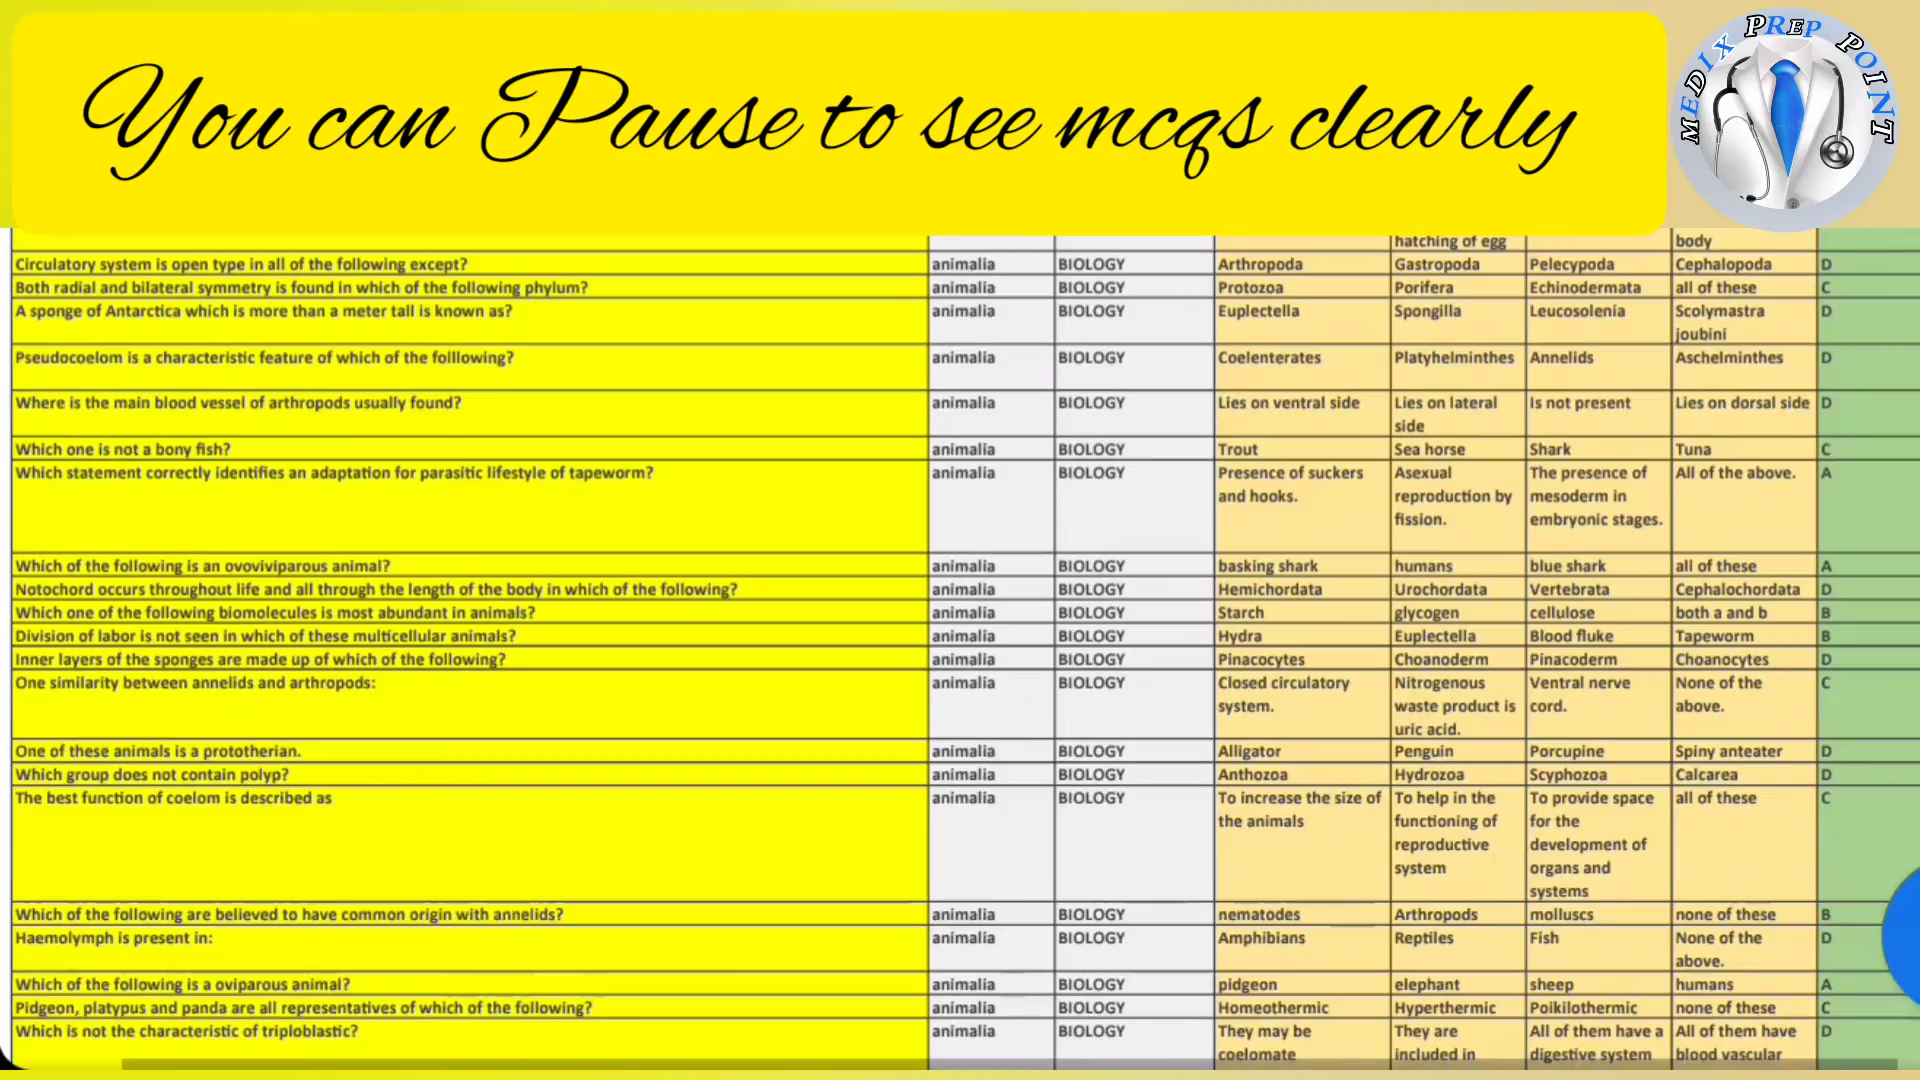 You can Pause to see mcqs clearly
MEDIX PREP POINT
hatching of egg body
Circulatory system is open type in all of the following except? animalia BIOLOGY Arthropoda Gastropoda Pelecypoda Cephalopoda D
Both radial and bilateral symmetry is found in which of the following phylum? animalia BIOLOGY Protozoa Porifera Echinodermata all of these C
A sponge of Antarctica which is more than a meter tall is known as? animalia BIOLOGY Euplectella Spongilla Leucosolenia Scolymastra D
joubini
Pseudocoelom is a characteristic feature of which of the folllowing? animalia BIOLOGY Coelenterates Platyhelminthes Annelids Aschelminthes D
Where is the main blood vessel of arthropods usually found? animalia BIOLOGY Lies on ventral side Lies on lateral Is not present Lies on dorsal side D
side
Which one is not a bony fish? animalia BIOLOGY Trout Sea horse Shark Tuna C
Which statement correctly identifies an adaptation for parasitic lifestyle of tapeworm? animalia BIOLOGY Presence of suckers Asexual The presence of All of the above. A
and hooks. reproduction by mesoderm in
fission. embryonic stages.
Which of the following is an ovoviviparous animal? animalia BIOLOGY basking shark humans blue shark all of these A
Notochord occurs throughout life and all through the length of the body in which of the following? animalia BIOLOGY Hemichordata Urochordata Vertebrata Cephalochordata D
Which one of the following biomolecules is most abundant in animals? animalia BIOLOGY Starch glycogen cellulose both a and b B
Division of labor is not seen in which of these multicellular animals? animalia BIOLOGY Hydra Euplectella Blood fluke Tapeworm B
Inner layers of the sponges are made up of which of the following? animalia BIOLOGY Pinacocytes Choanoderm Pinacoderm Choanocytes D
One similarity between annelids and arthropods: animalia BIOLOGY Closed circulatory Nitrogenous Ventral nerve None of the C
system. waste product is cord. above.
uric acid.
One of these animals is a prototherian. animalia BIOLOGY Alligator Penguin Porcupine Spiny anteater D
Which group does not contain polyp? animalia BIOLOGY Anthozoa Hydrozoa Scyphozoa Calcarea D
The best function of coelom is described as animalia BIOLOGY To increase the size of To help in the To provide space all of these C
the animals functioning of for the
reproductive development of
system organs and
systems
Which of the following are believed to have common origin with annelids? animalia BIOLOGY nematodes Arthropods molluscs none of these B
Haemolymph is present in: animalia BIOLOGY Amphibians Reptiles Fish None of the D
above.
Which of the following is a oviparous animal? animalia BIOLOGY pidgeon elephant sheep humans A
Pidgeon, platypus and panda are all representatives of which of the following? animalia BIOLOGY Homeothermic Hyperthermic Poikilothermic none of these C
Which is not the characteristic of triploblastic? animalia BIOLOGY They may be They are All of them have a All of them have D
coelomate included in digestive system blood vascular